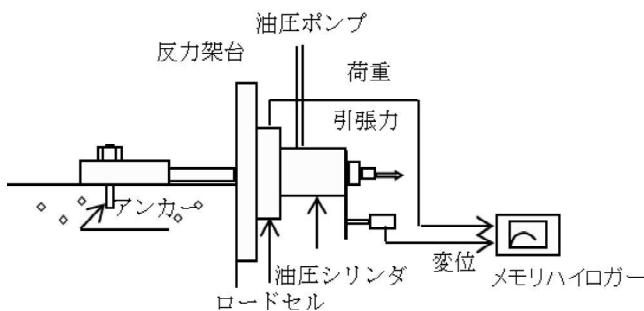 油圧ポンプ
反力架台
荷重
引張力
アンカー
油圧シリンダ
変位
メモリハイロガー
ロードセル